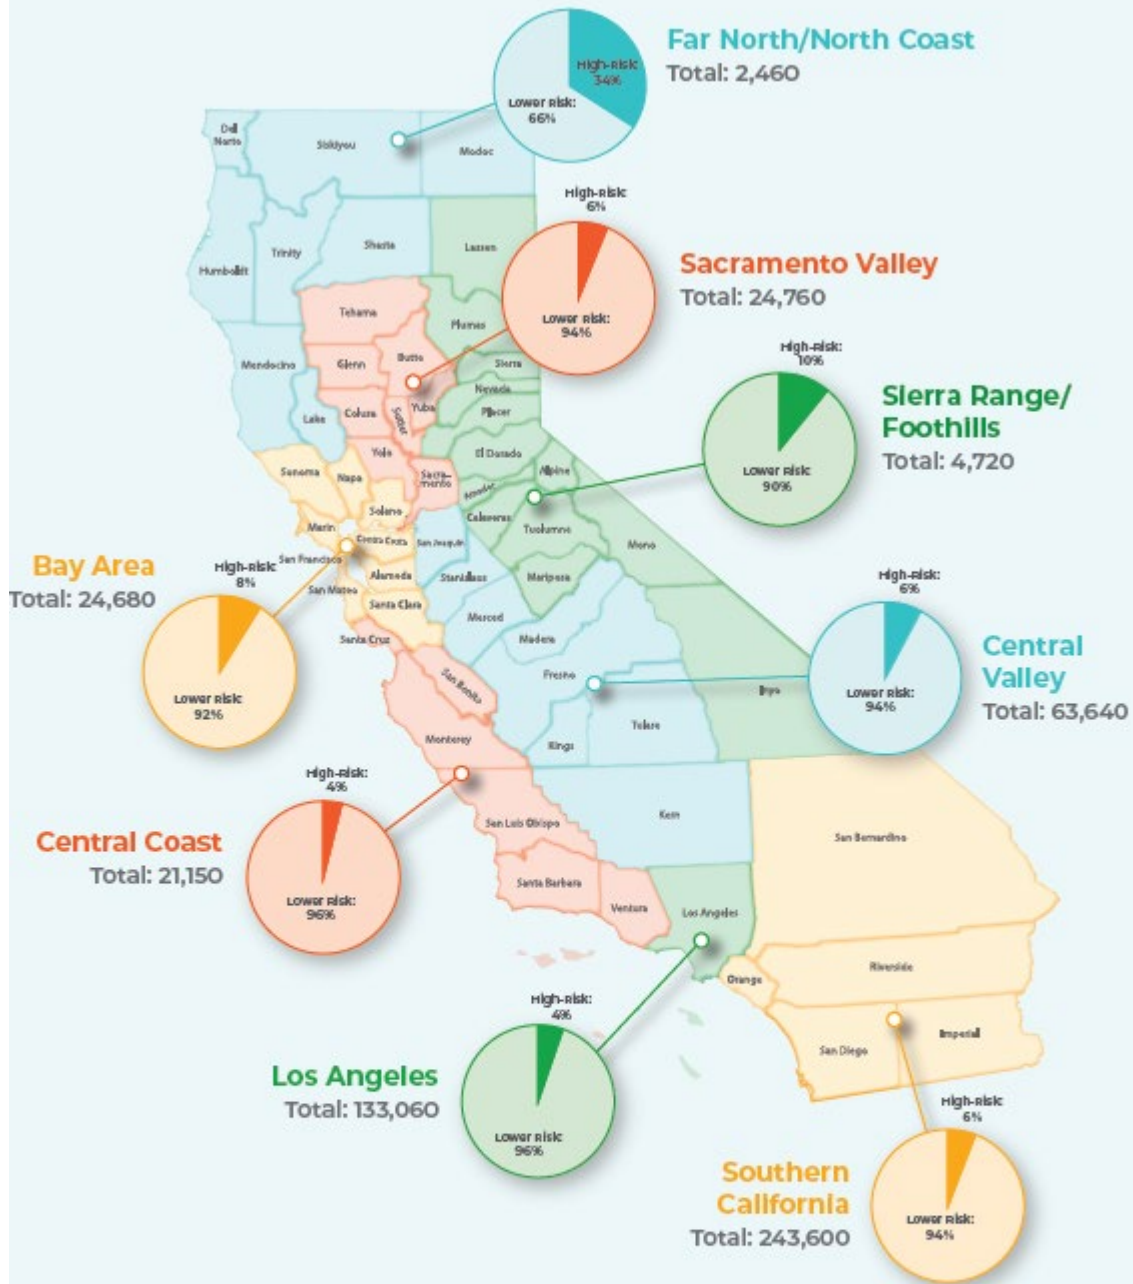 Far North/North Coast
Total: 2,460
High-Risk:
34%
Lower Risk:
66%
Del
Norte
Siskiyou
Modoc
High-Risk:
6%
Humboldt
Trinity
Shasta
Lassen
Sacramento Valley
Total: 24,760
Lower Risk:
94%
Tehama
Plumas
High-Risk:
10%
Mendocino
Glenn
Butte
Sierra
Nevada
Sierra Range/
Foothills
Total: 4,720
Lake
Colusa
Sutter
Yuba
Placer
Yolo
El Dorado
Lower Risk:
90%
Sonoma
Napa
Sacra-
mento
Amador
Alpine
Solano
Calaveras
Marin
Contra Costa
San Joaquin
Tuolumne
Mono
Bay Area
Total: 24,680
High-Risk:
8%
San Francisco
Alameda
Stanislaus
Mariposa
San Mateo
Santa Clara
High-Risk:
6%
Santa Cruz
Merced
Madera
Central
Valley
Total: 63,640
Lower Risk:
92%
San Benito
Fresno
Inyo
Lower Risk:
94%
Monterey
Kings
Tulare
High-Risk:
4%
Central Coast
Total: 21,150
San Luis Obispo
Kern
San Bernardino
Lower Risk:
96%
Santa Barbara
Ventura
Los Angeles
Orange
Riverside
High-Risk:
4%
San Diego
Imperial
Los Angeles
Total: 133,060
Lower Risk:
96%
High-Risk:
6%
Southern
California
Total: 243,600
Lower Risk:
94%